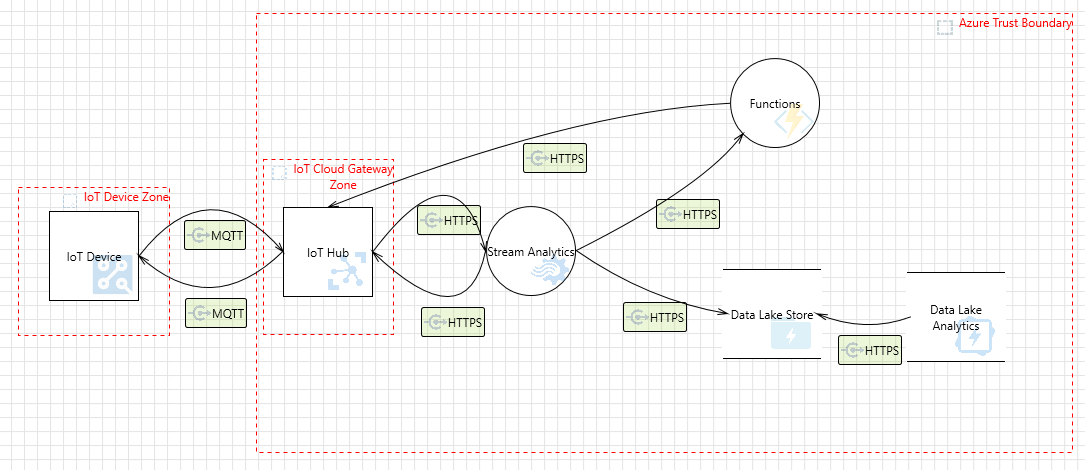 Azure Trust Boundary
Functions
HTTPS
IoT Cloud Gateway
Zone
IoT Device Zone
HTTPS
HTTPS
MQTT
IoT Device
IoT Hub
Stream Analytics
MQTT
HTTPS
HTTPS
Data Lake Store
Data Lake
Analytics
HTTPS